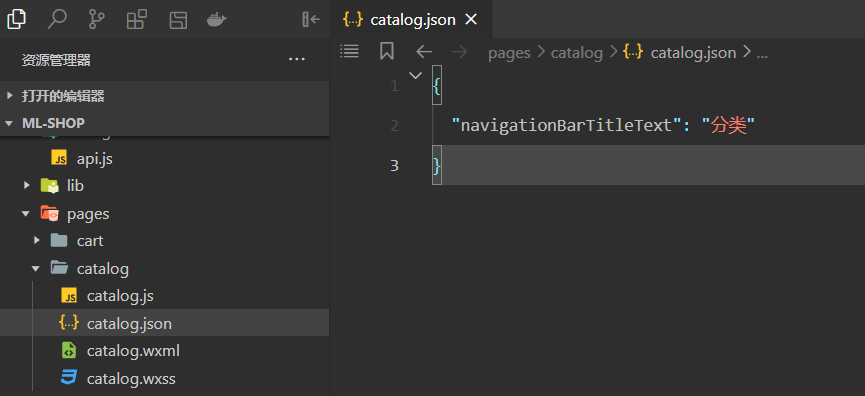 catalog.json
资源管理器
pages > catalog > {..} catalog.json > ...
打开的编辑器
ML-SHOP
JS api.js
lib
pages
cart
catalog
JS catalog.js
{..} catalog.json
catalog.wxml
catalog.wxss
1 {
2 "navigationBarTitleText": "分类"
3 }